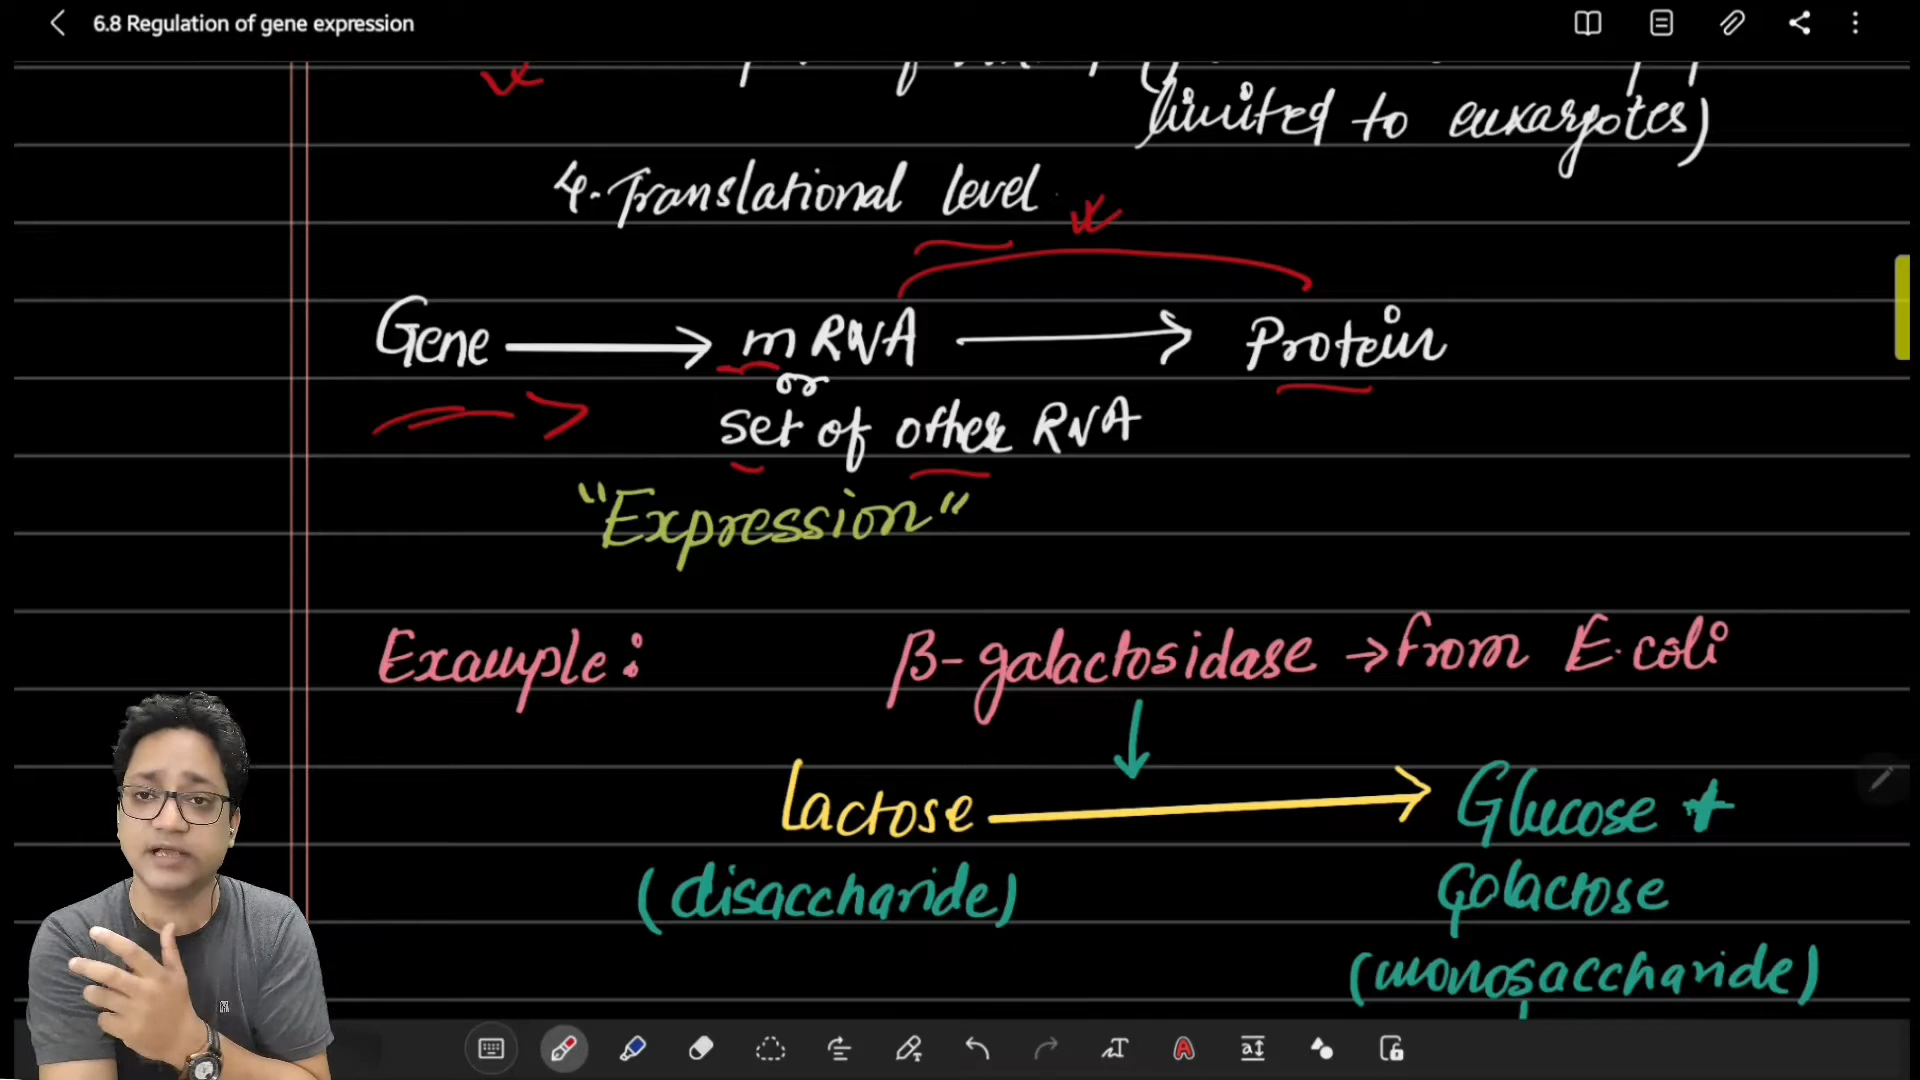 6.8 Regulation of gene expression
limited to eukaryotes)
4. Translational level
Gene → mRNA → Protein
or
set of other RNA
"Expression"
Example: β-galactosidase → from E.coli
Lactose → Glucose +
(disaccharide) galactose
(monosaccharide)